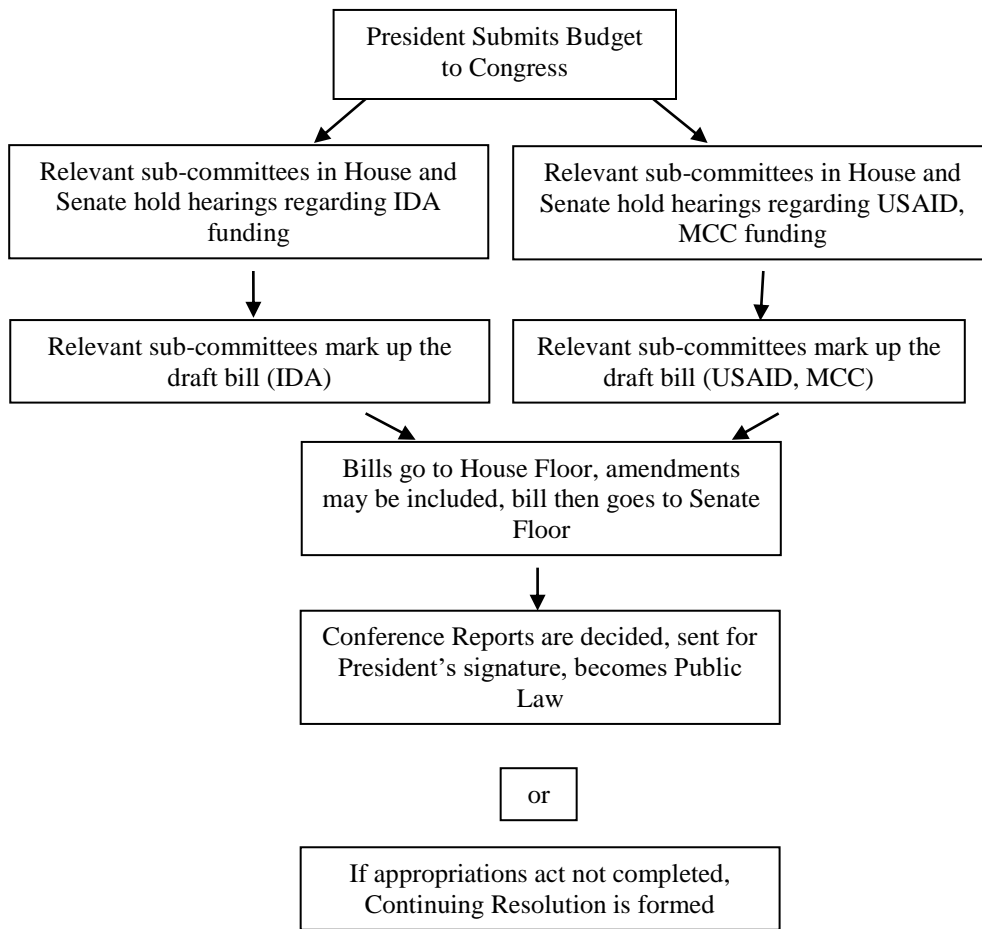 President Submits Budget
to Congress
Relevant sub-committees in House and
Senate hold hearings regarding IDA
funding
Relevant sub-committees in House and
Senate hold hearings regarding USAID,
MCC funding
Relevant sub-committees mark up the
draft bill (IDA)
Relevant sub-committees mark up the
draft bill (USAID, MCC)
Bills go to House Floor, amendments
may be included, bill then goes to Senate
Floor
Conference Reports are decided, sent for
President’s signature, becomes Public
Law
or
If appropriations act not completed,
Continuing Resolution is formed